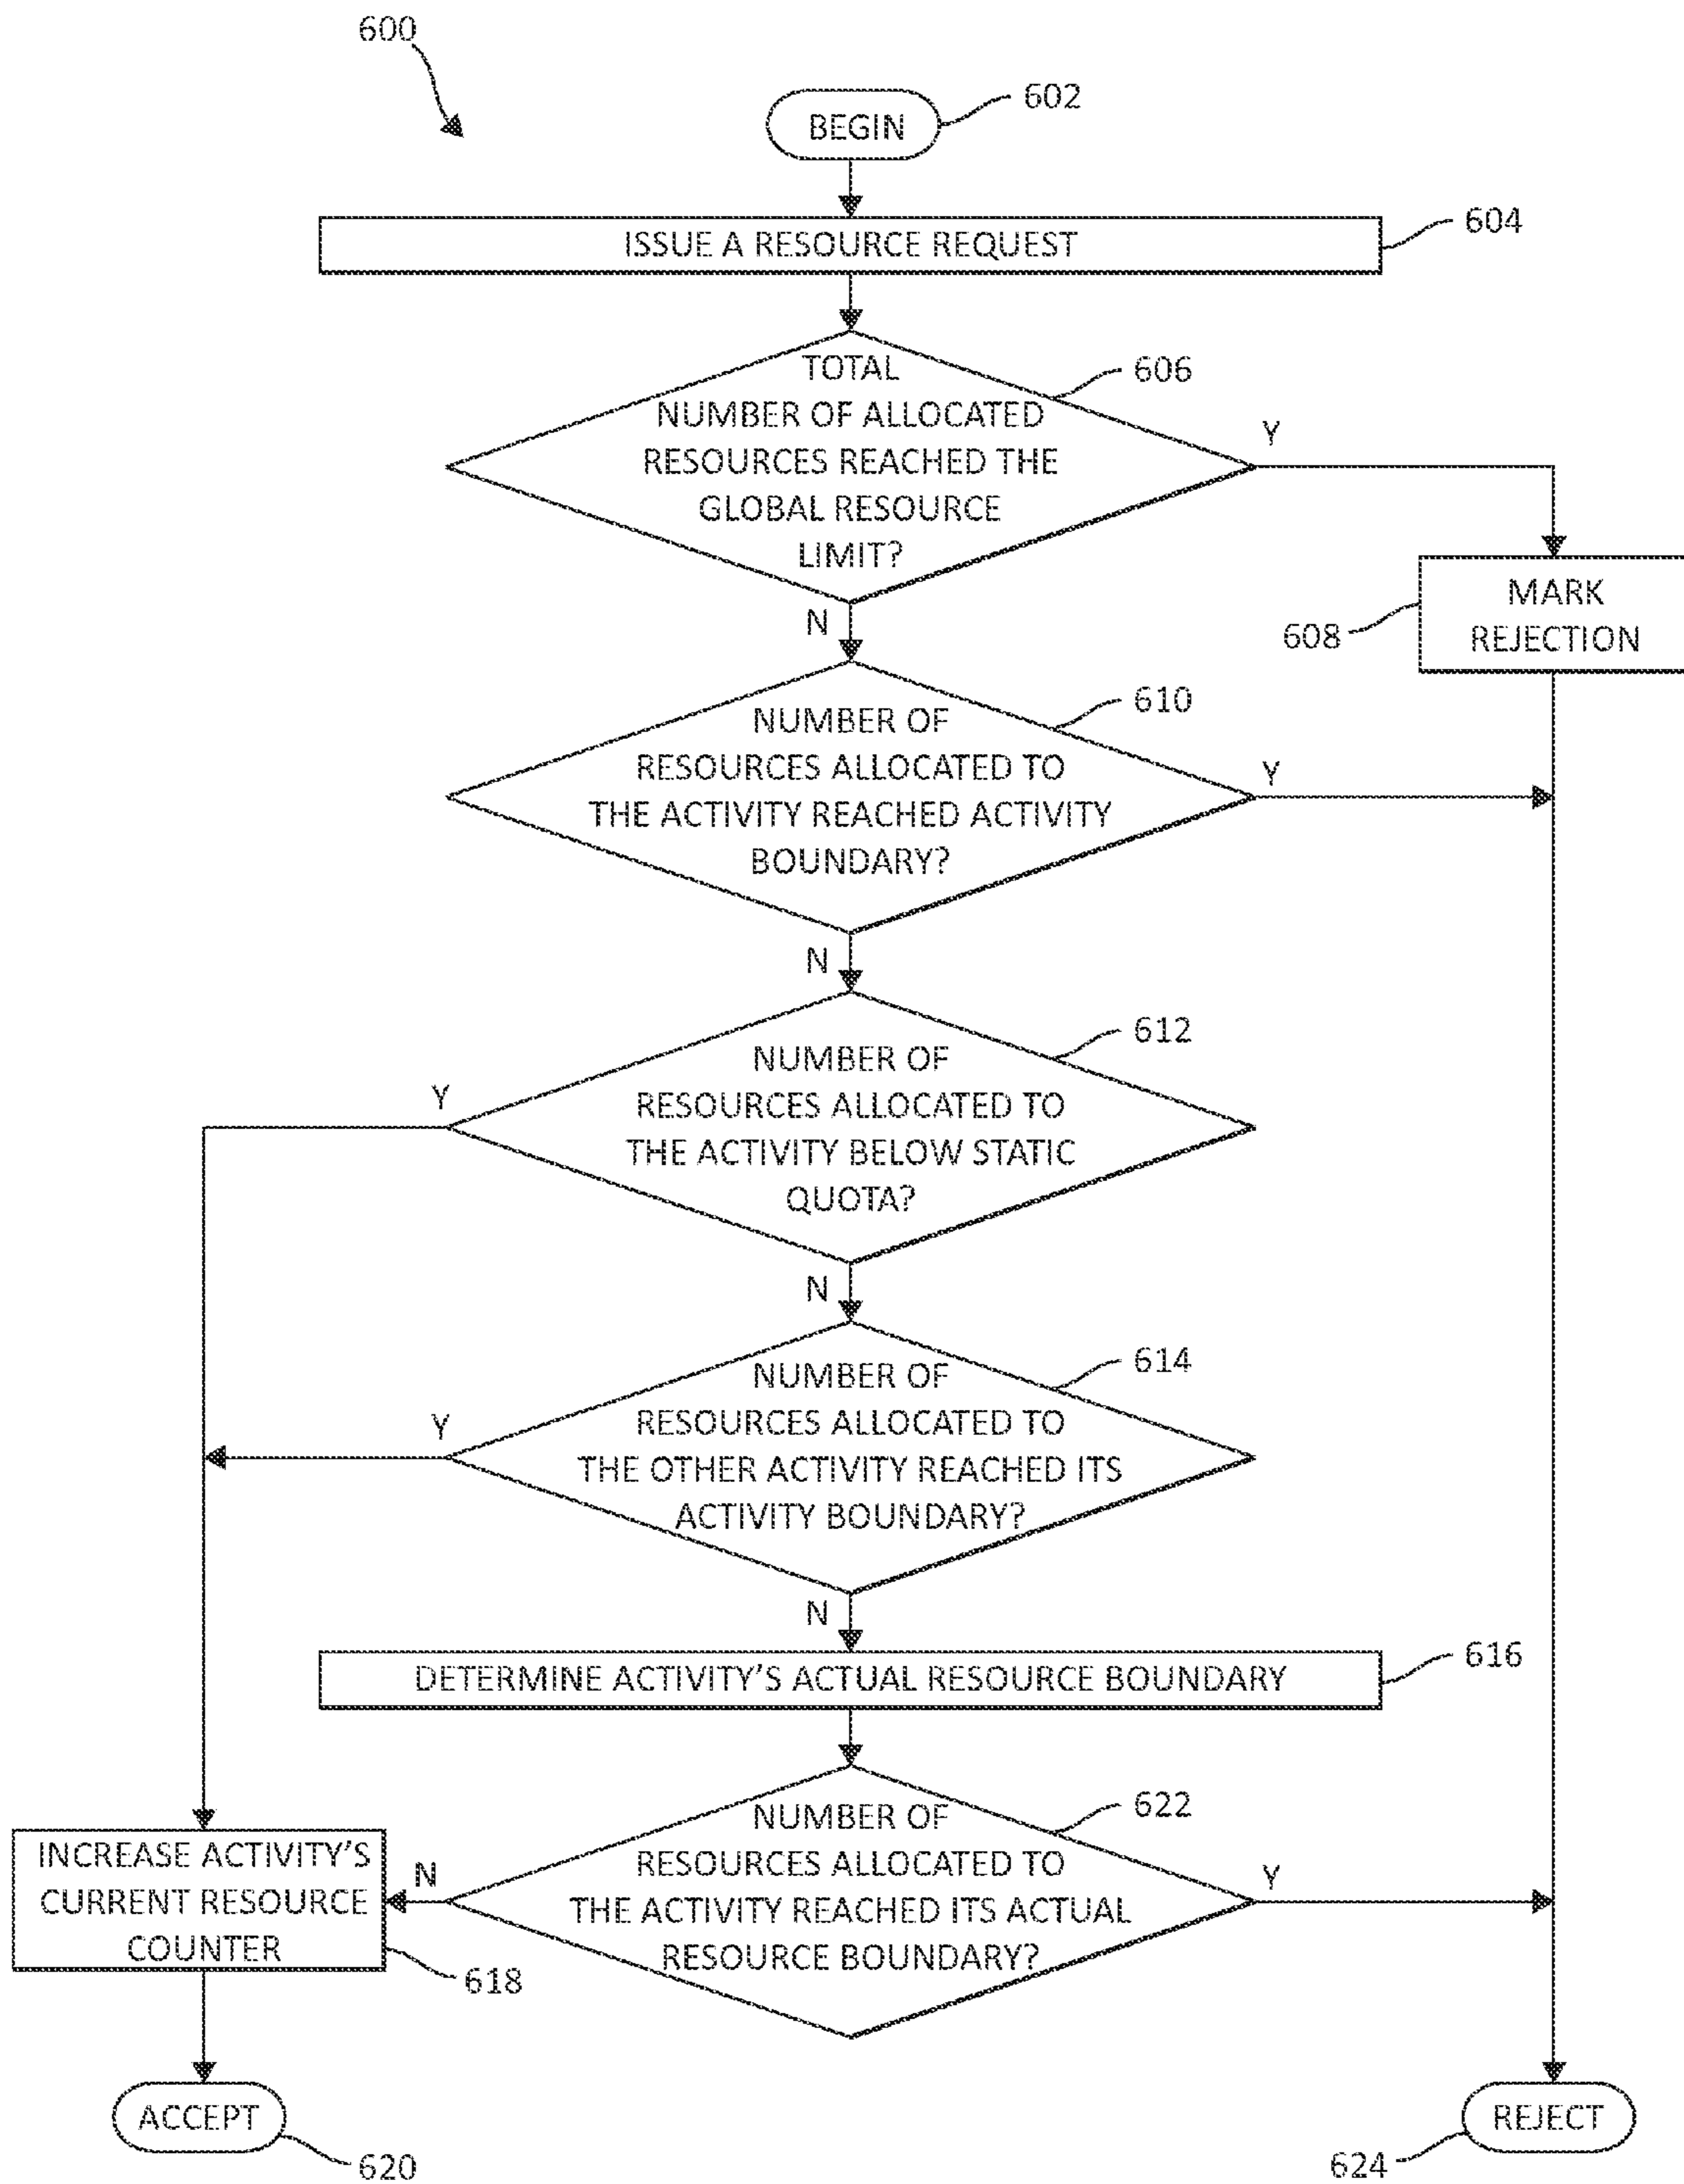 600
BEGIN
602
ISSUE A RESOURCE REQUEST
604
TOTAL
NUMBER OF ALLOCATED
RESOURCES REACHED THE
GLOBAL RESOURCE
LIMIT?
606
Y
N
MARK
REJECTION
608
NUMBER OF
RESOURCES ALLOCATED TO
THE ACTIVITY REACHED ACTIVITY
BOUNDARY?
610
Y
N
NUMBER OF
RESOURCES ALLOCATED TO
THE ACTIVITY BELOW STATIC
QUOTA?
612
Y
N
NUMBER OF
RESOURCES ALLOCATED TO
THE OTHER ACTIVITY REACHED ITS
ACTIVITY BOUNDARY?
614
Y
N
DETERMINE ACTIVITY'S ACTUAL RESOURCE BOUNDARY
616
NUMBER OF
RESOURCES ALLOCATED TO
THE ACTIVITY REACHED ITS ACTUAL
RESOURCE BOUNDARY?
622
N
Y
INCREASE ACTIVITY'S
CURRENT RESOURCE
COUNTER
618
ACCEPT
620
REJECT
624